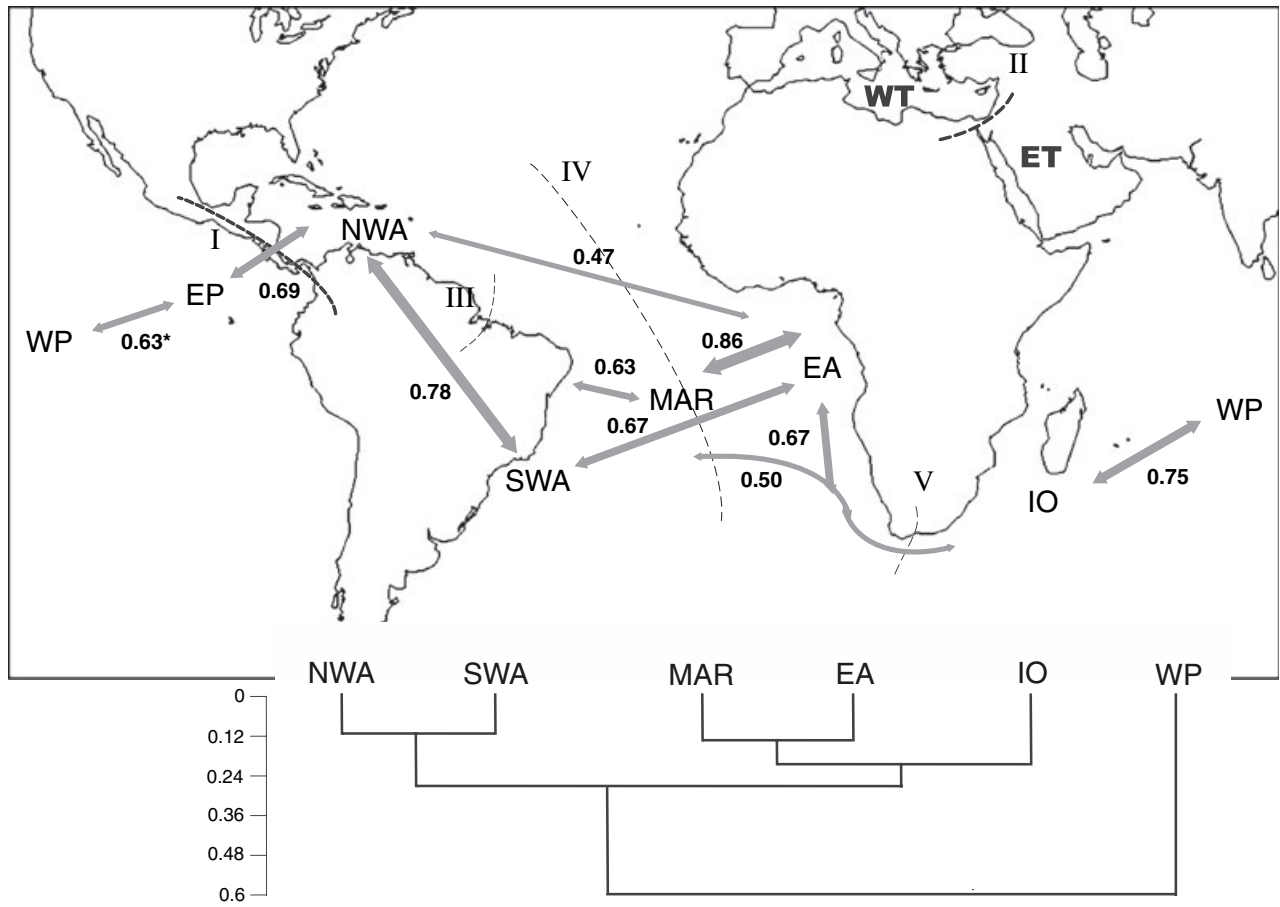 II
WT
ET
IV
I
NWA
0.47
EP
0.69
III
WP
0.63*
0.86
0.63
EA
0.78
MAR
0.67
WP
0.67
SWA
0.50
V
IO
0.75
NWA SWA MAR EA IO WP
0
0.12
0.24
0.36
0.48
0.6